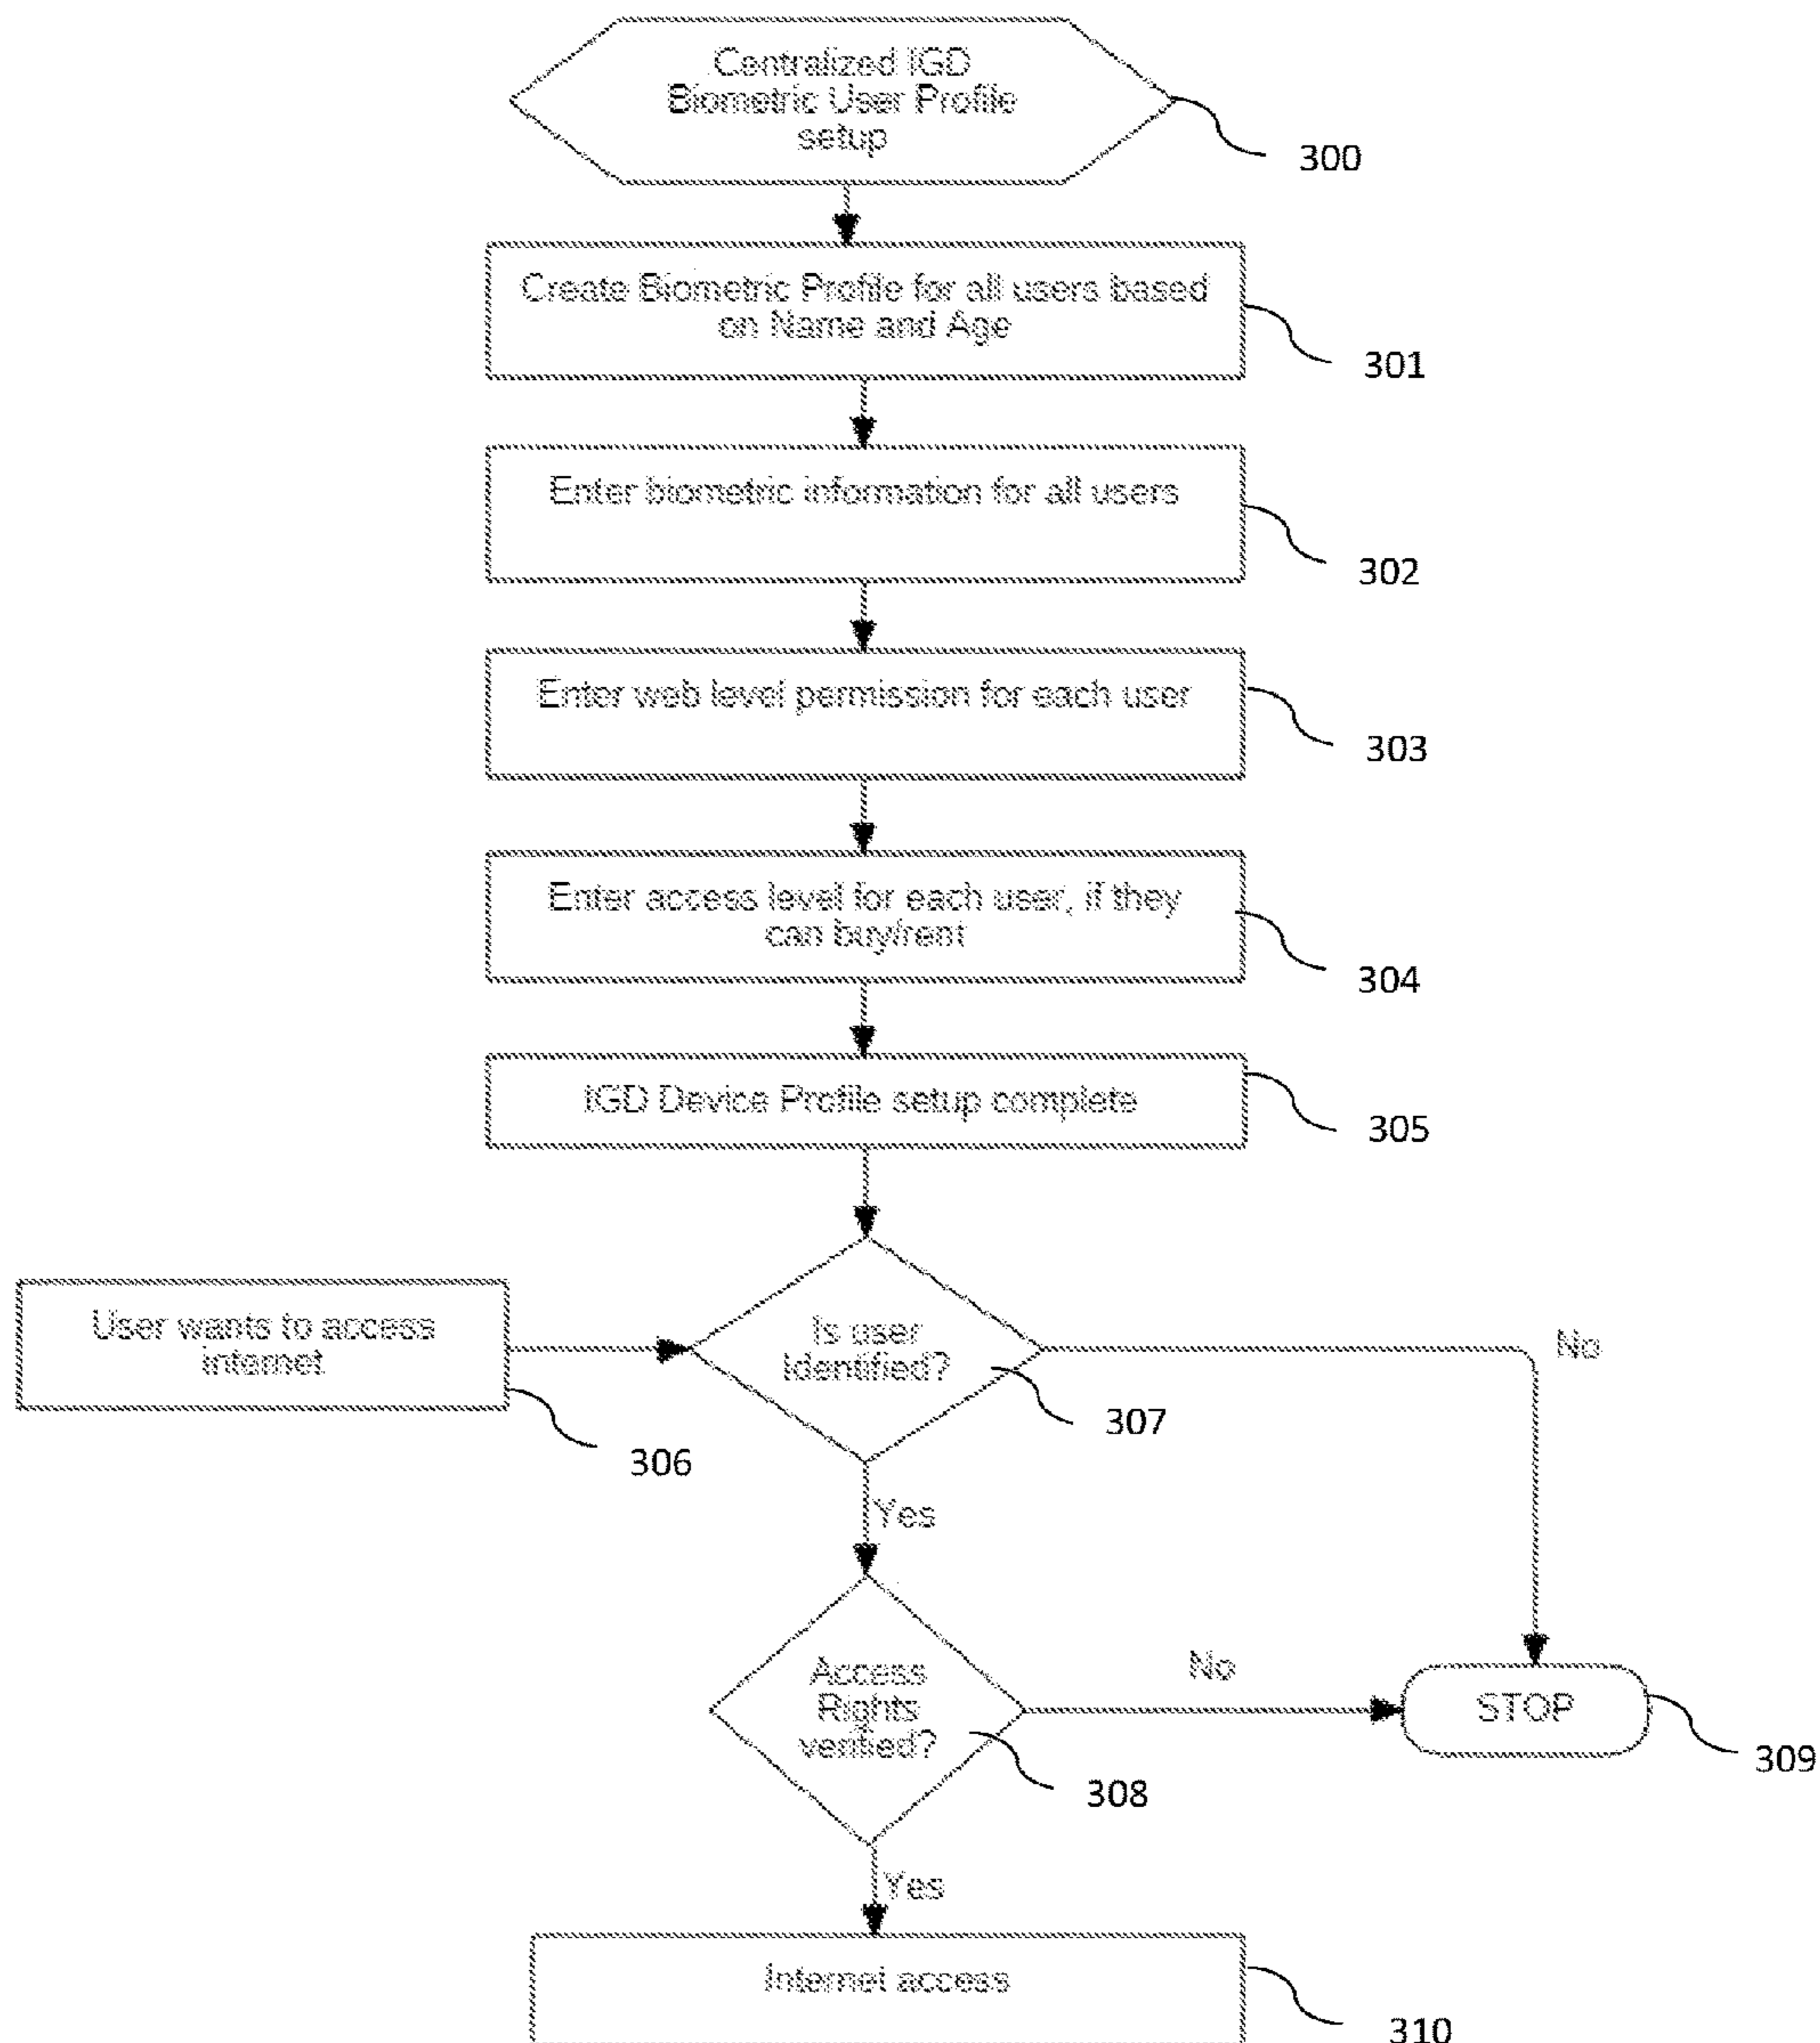 Centralized IGD
Biometric User Profile
setup
300
Create Biometric Profile for all users based
on Name and Age
301
Enter biometric information for all users
302
Enter web level permission for each user
303
Enter access level for each user, if they
can buy/rent
304
IGD Device Profile setup complete
305
User wants to access
internet
306
Is user
Identified?
307
No
Yes
Access
Rights
verified?
308
No
STOP
309
Yes
Internet access
310